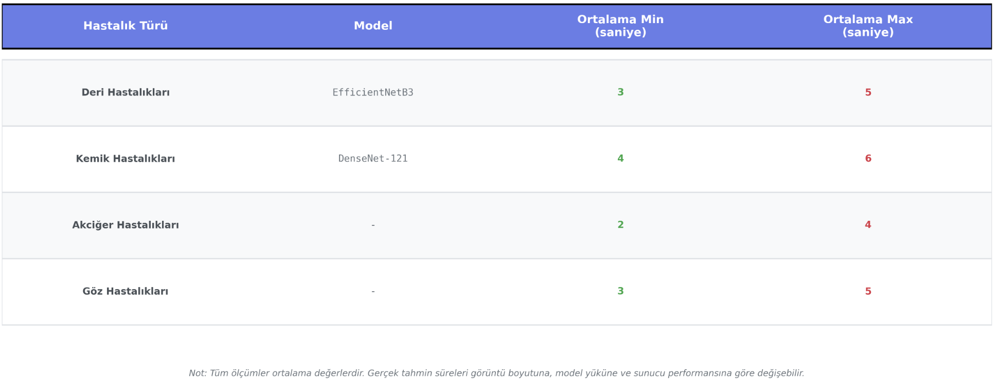 Hastalık Türü Model Ortalama Min (saniye) Ortalama Max (saniye)
Deri Hastalıkları EfficientNetB3 3 5
Kemik Hastalıkları DenseNet-121 4 6
Akciğer Hastalıkları - 2 4
Göz Hastalıkları - 3 5
Not: Tüm ölçümler ortalama değerlerdir. Gerçek tahmin süreleri görüntü boyutuna, model yüküne ve sunucu performansına göre değişebilir.